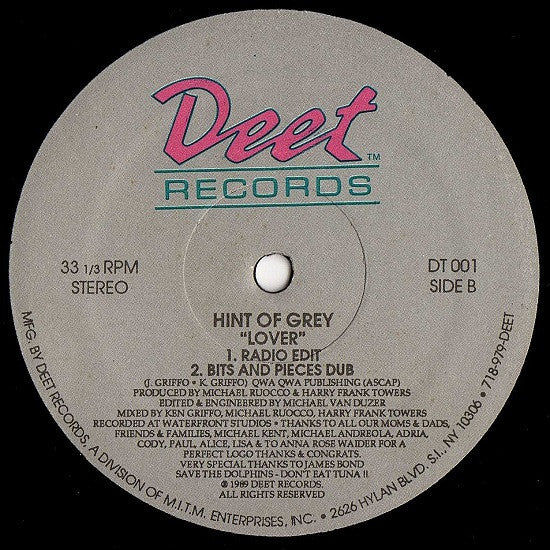 Deet ™
RECORDS
33 1/3 RPM
STEREO
DT 001
SIDE B
HINT OF GREY
"LOVER"
1. RADIO EDIT
2. BITS AND PIECES DUB
(J. GRIFFO • K. GRIFFO) QWA QWA PUBLISHING (ASCAP)
PRODUCED BY MICHAEL RUOCCO & HARRY FRANK TOWERS
EDITED & ENGINEERED BY MICHAEL VAN DUZER
MIXED BY KEN GRIFFO, MICHAEL RUOCCO, HARRY FRANK TOWERS
RECORDED AT WATERFRONT STUDIOS • THANKS TO ALL OUR MOMS & DADS,
FRIENDS & FAMILIES, MICHAEL KENT, MICHAEL ANDREOLA, ADRIA,
CODY, PAUL, ALICE, LISA & TO ANNA ROSE WAIDER FOR A
PERFECT LOGO THANKS & CONGRATS.
VERY SPECIAL THANKS TO JAMES BOND
SAVE THE DOLPHINS - DON'T EAT TUNA !!
℗ 1989 DEET RECORDS.
ALL RIGHTS RESERVED
MFG. BY DEET RECORDS, A DIVISION OF M.I.T.M. ENTERPRISES, INC. • 2626 HYLAN BLVD. S.I. NY 10306 • 718-979-DEET